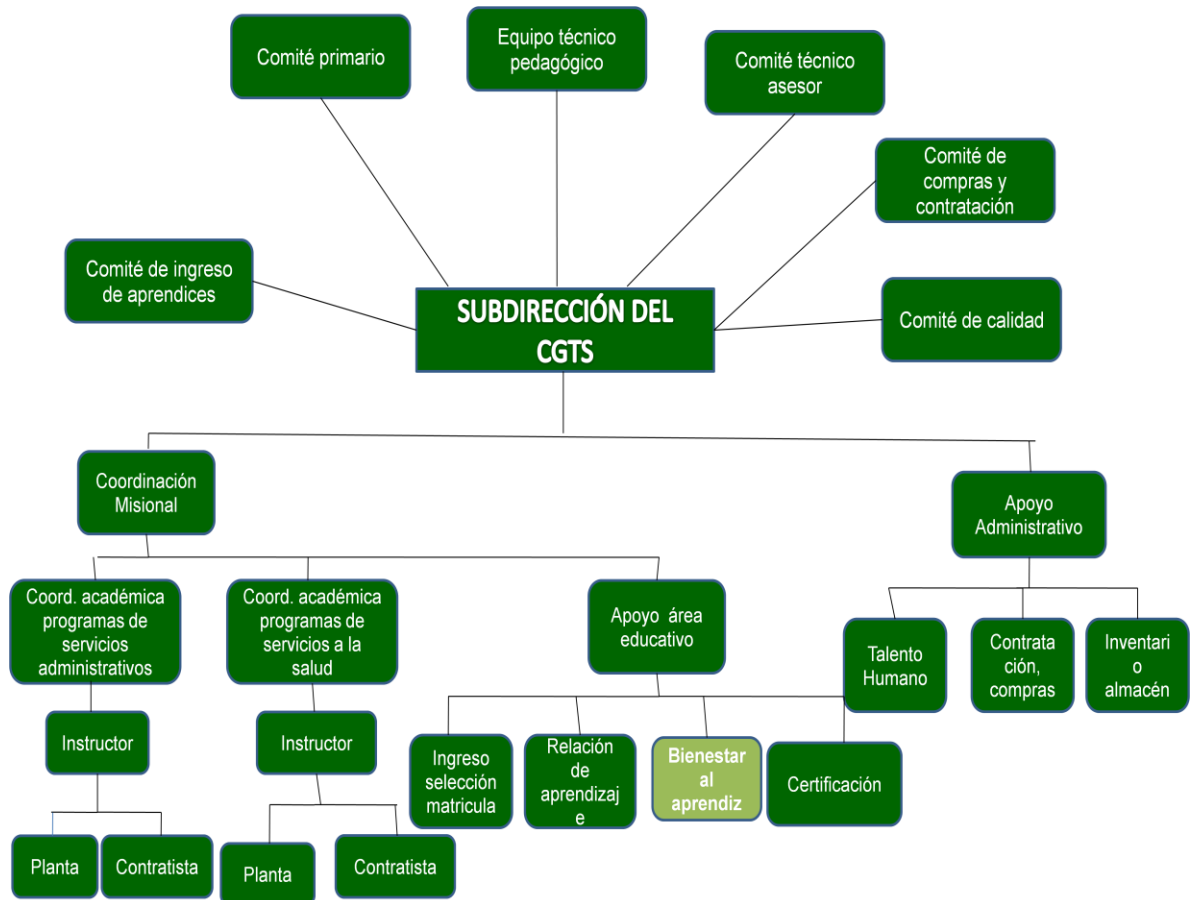 Comité primario
Equipo técnico
pedagógico
Comité técnico
asesor
Comité de
compras y
contratación
Comité de ingreso
de aprendices
SUBDIRECCIÓN DEL
CGTS
Comité de calidad
Coordinación
Misional
Apoyo
Administrativo
Coord. académica
programas de
servicios
administrativos
Coord. académica
programas de
servicios a la
salud
Apoyo área
educativo
Talento
Humano
Contrata
ción,
compras
Inventari
o
almacén
Instructor
Instructor
Ingreso
selección
matricula
Relación
de
aprendizaj
e
Bienestar
al
aprendiz
Certificación
Planta
Contratista
Planta
Contratista